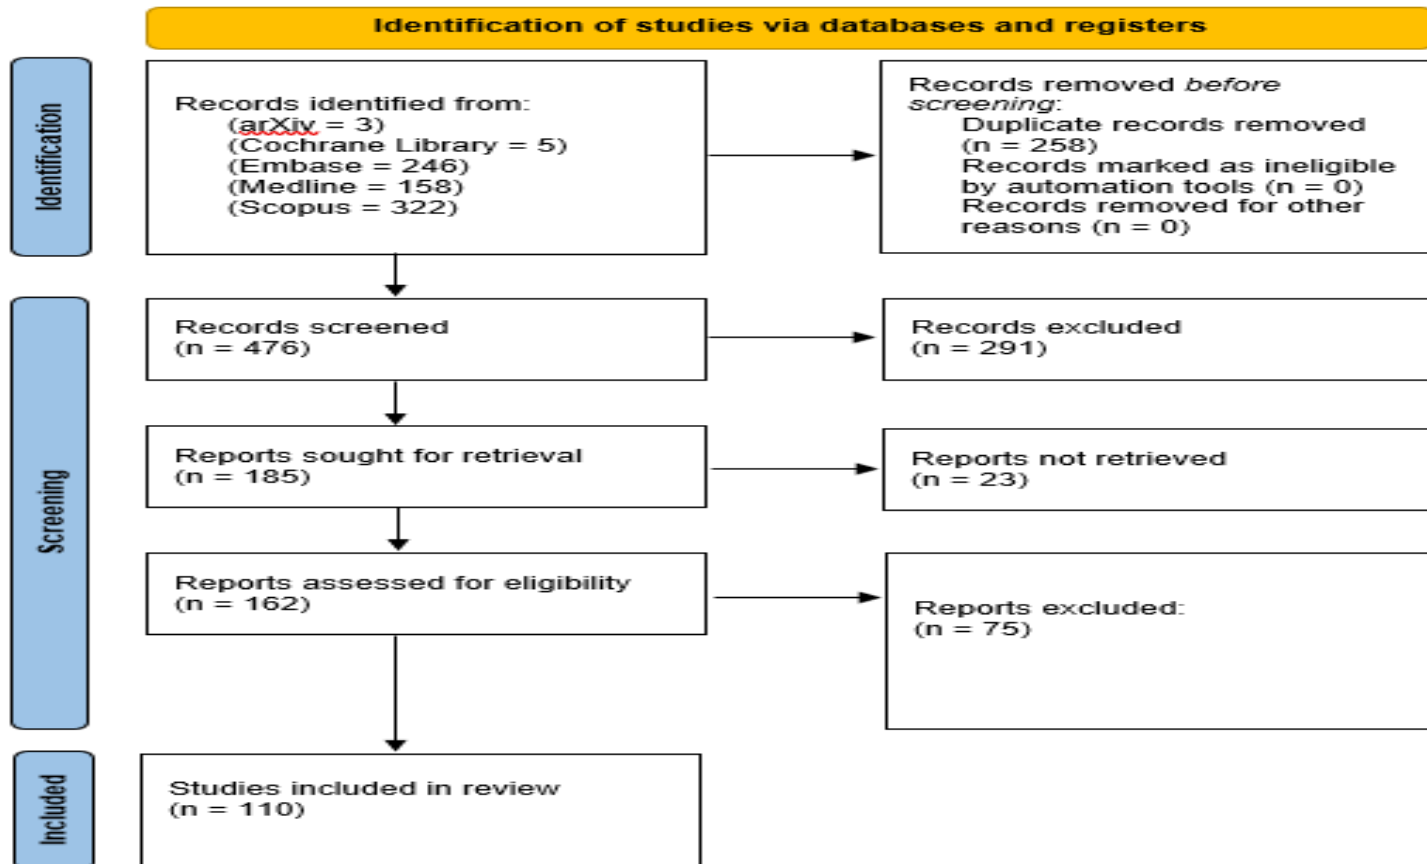 Identification of studies via databases and registers
Identification
Records identified from:
(arXiv = 3)
(Cochrane Library = 5)
(Embase = 246)
(Medline = 158)
(Scopus = 322)
Records removed before
screening:
Duplicate records removed
(n = 258)
Records marked as ineligible
by automation tools (n = 0)
Records removed for other
reasons (n = 0)
Screening
Records screened
(n = 476)
Records excluded
(n = 291)
Reports sought for retrieval
(n = 185)
Reports not retrieved
(n = 23)
Reports assessed for eligibility
(n = 162)
Reports excluded:
(n = 75)
Included
Studies included in review
(n = 110)